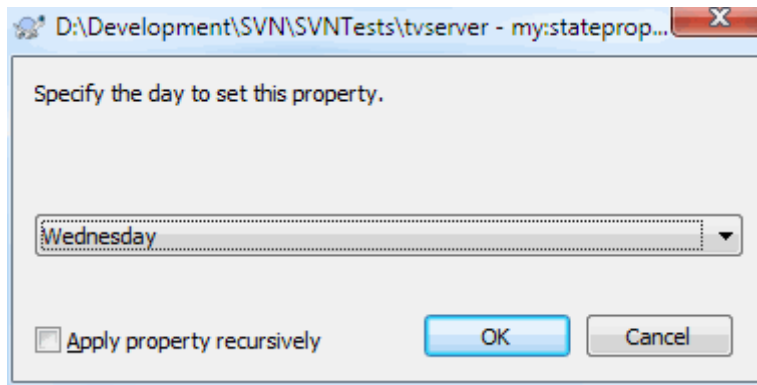 D:\Development\SVN\SVNTests\tvserver - my:stateprop...
Specify the day to set this property.
Wednesday
Apply property recursively
OK
Cancel